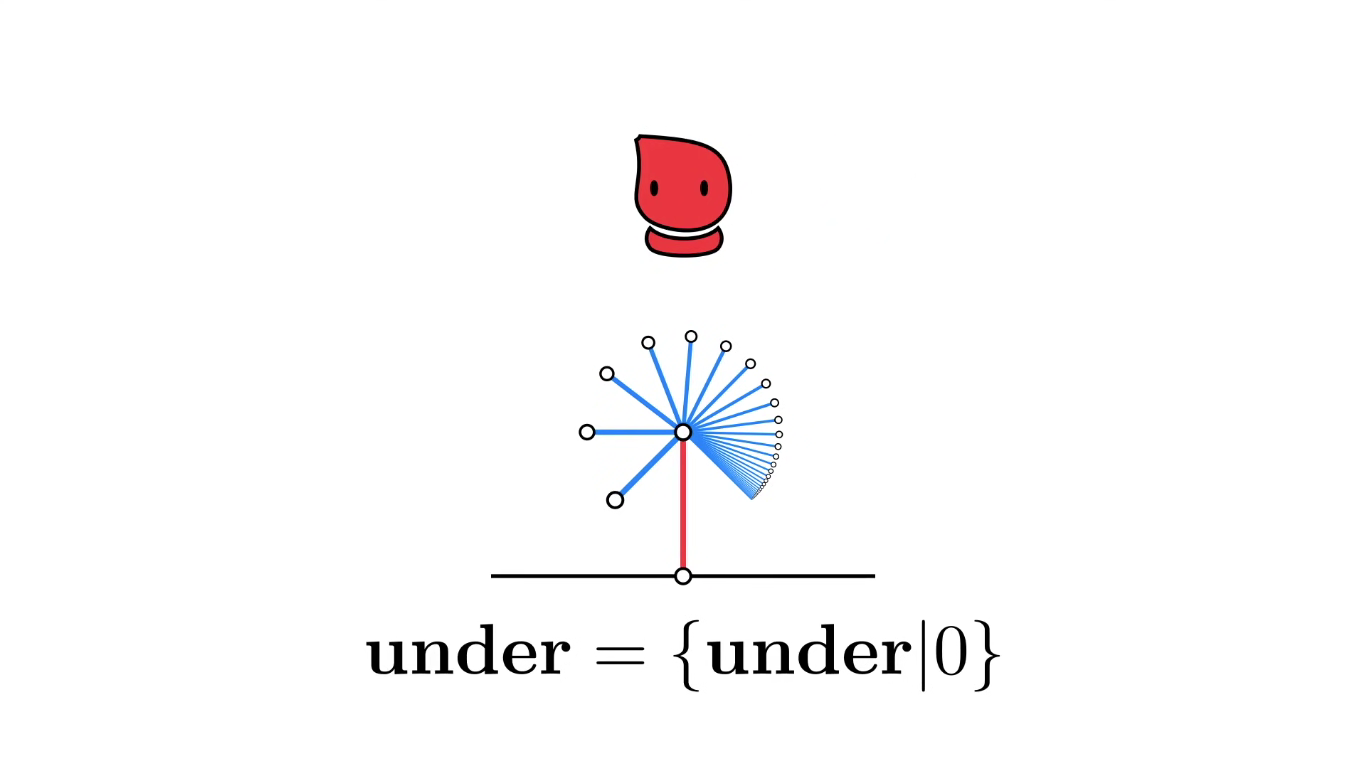 under = {under|0}